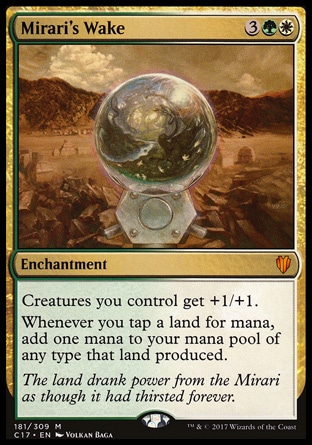 Mirari's Wake 3
Enchantment
Creatures you control get +1/+1.
Whenever you tap a land for mana,
add one mana to your mana pool of
any type that land produced.
The land drank power from the Mirari
as though it had thirsted forever.
181/309 M
C17 • EN VOLKAN BAGA
™ & © 2017 Wizards of the Coast